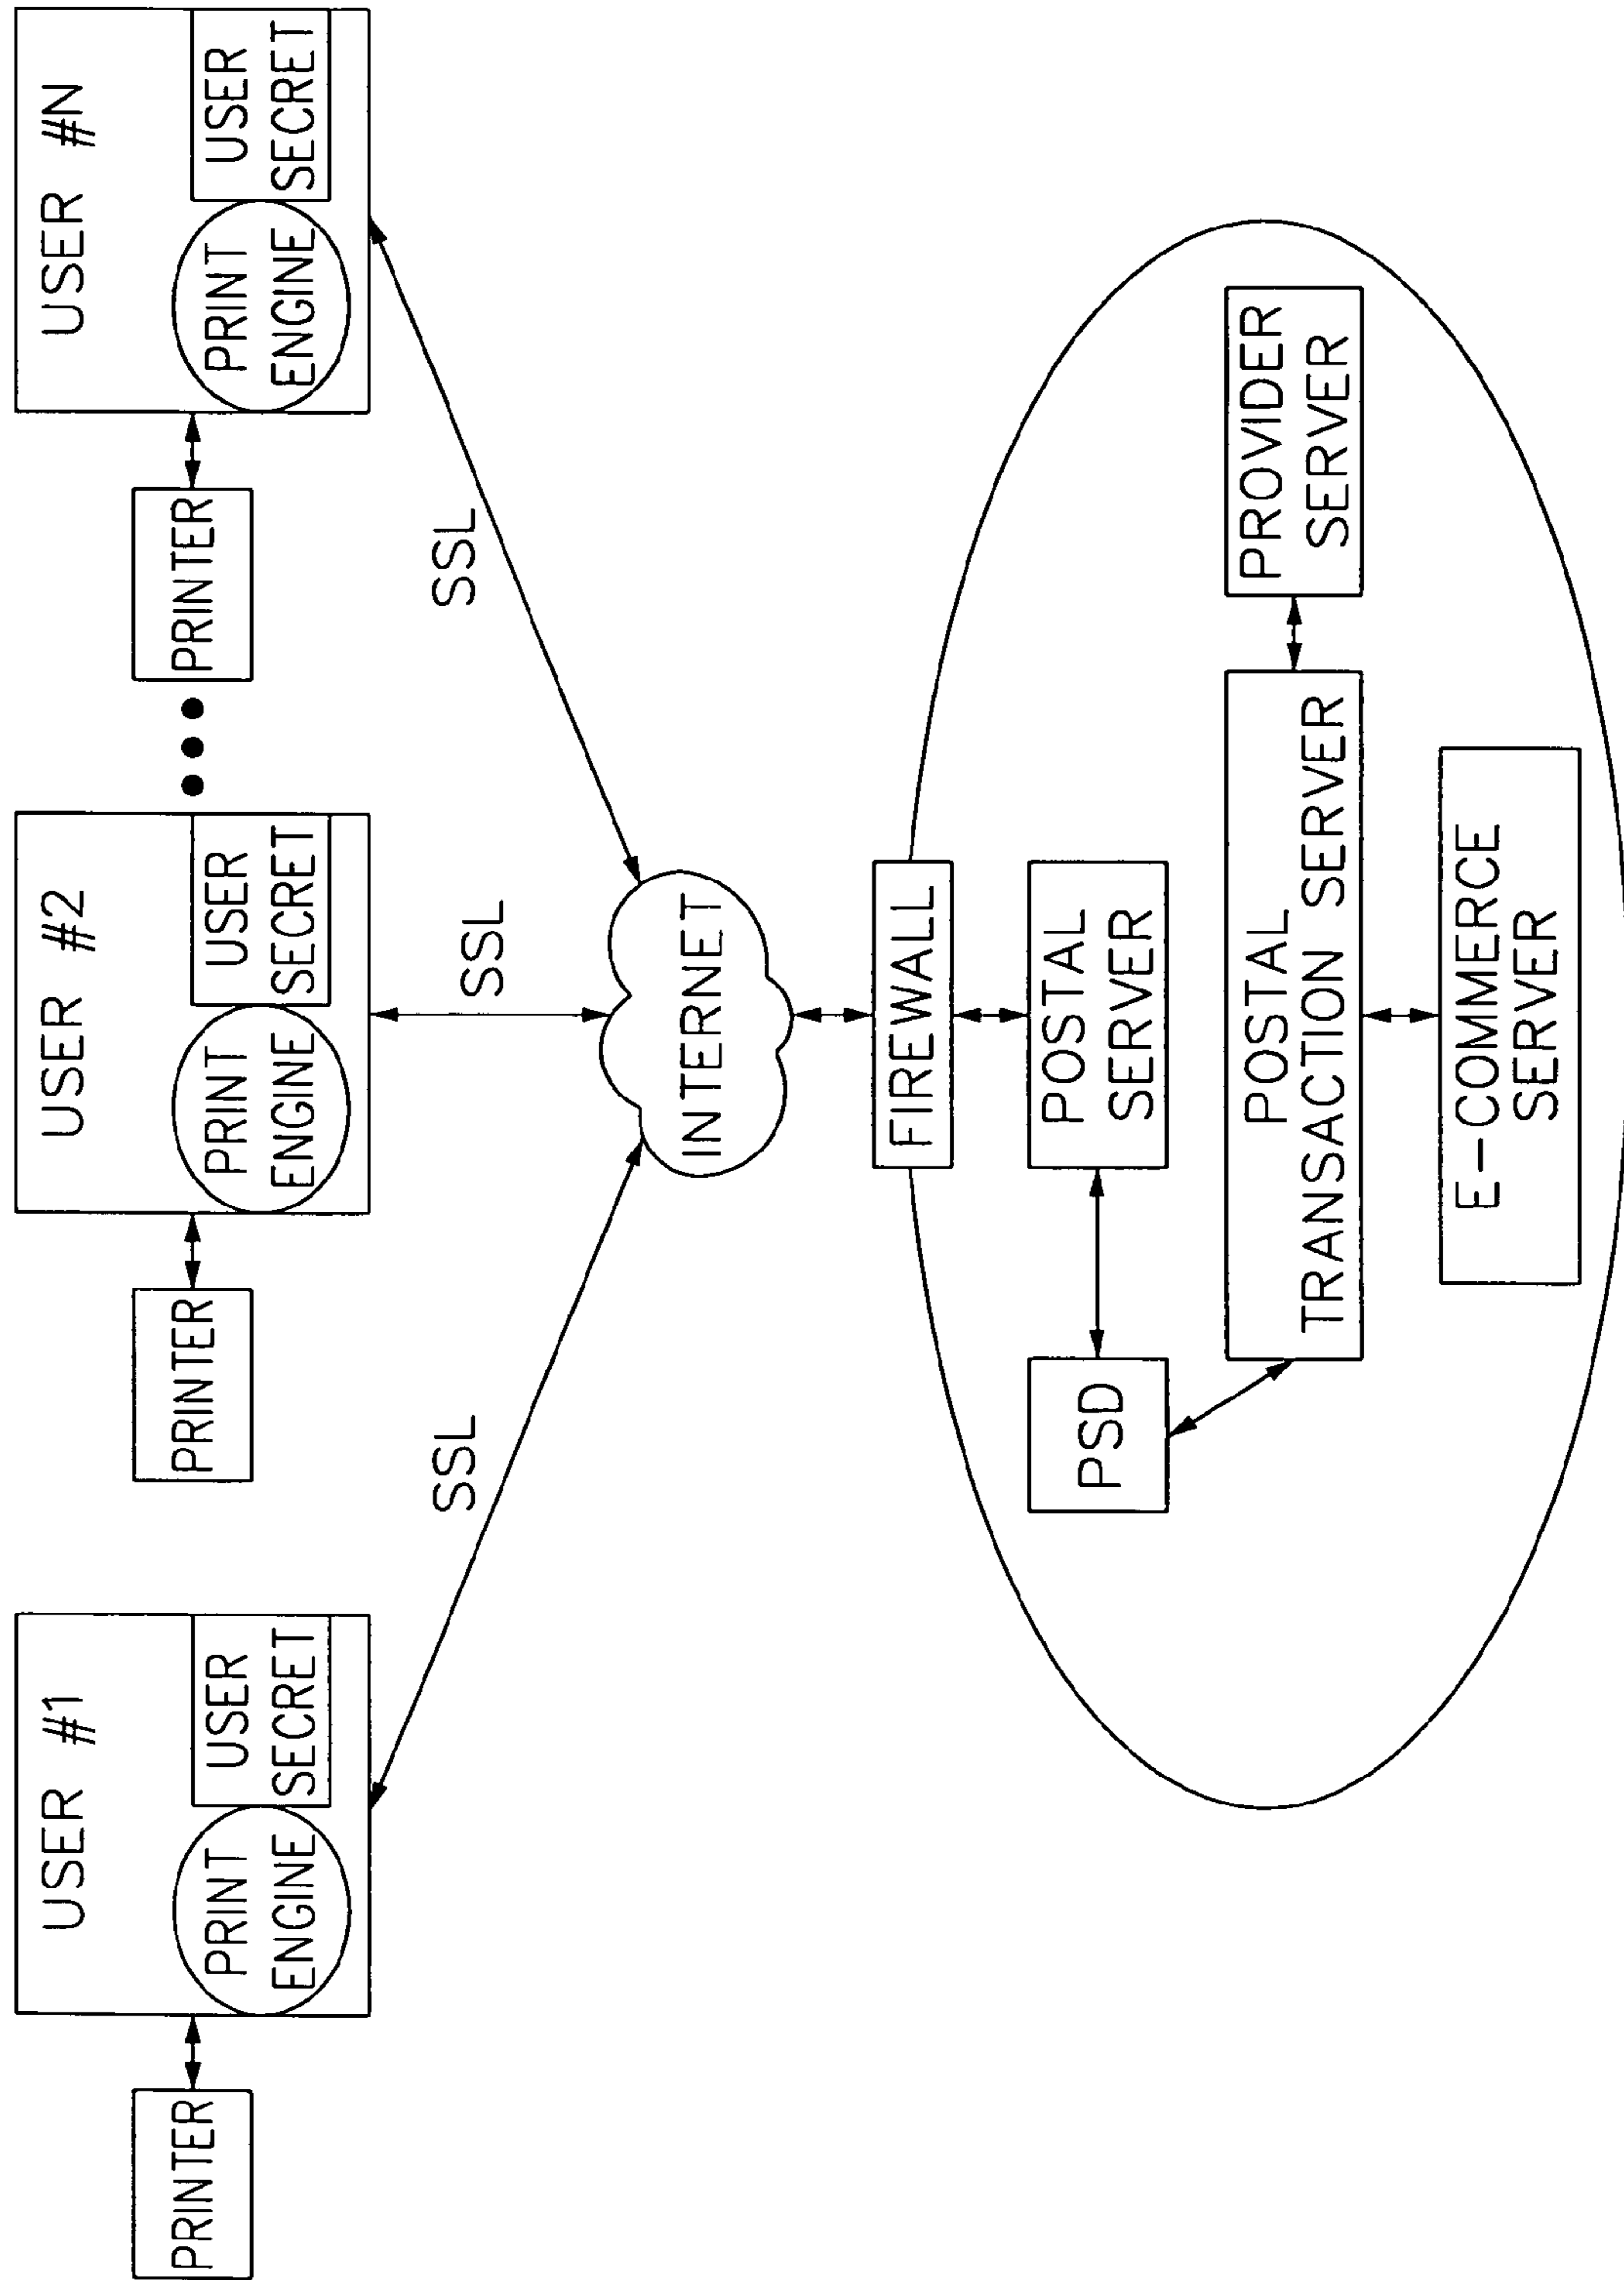 USER #1
PRINT
ENGINE
USER
SECRET
PRINTER
USER #2
PRINT
ENGINE
USER
SECRET
PRINTER
USER #N
PRINT
ENGINE
USER
SECRET
PRINTER
SSL
SSL
SSL
INTERNET
FIREWALL
PSD
POSTAL
SERVER
POSTAL
TRANSACTION SERVER
PROVIDER
SERVER
E-COMMERCE
SERVER